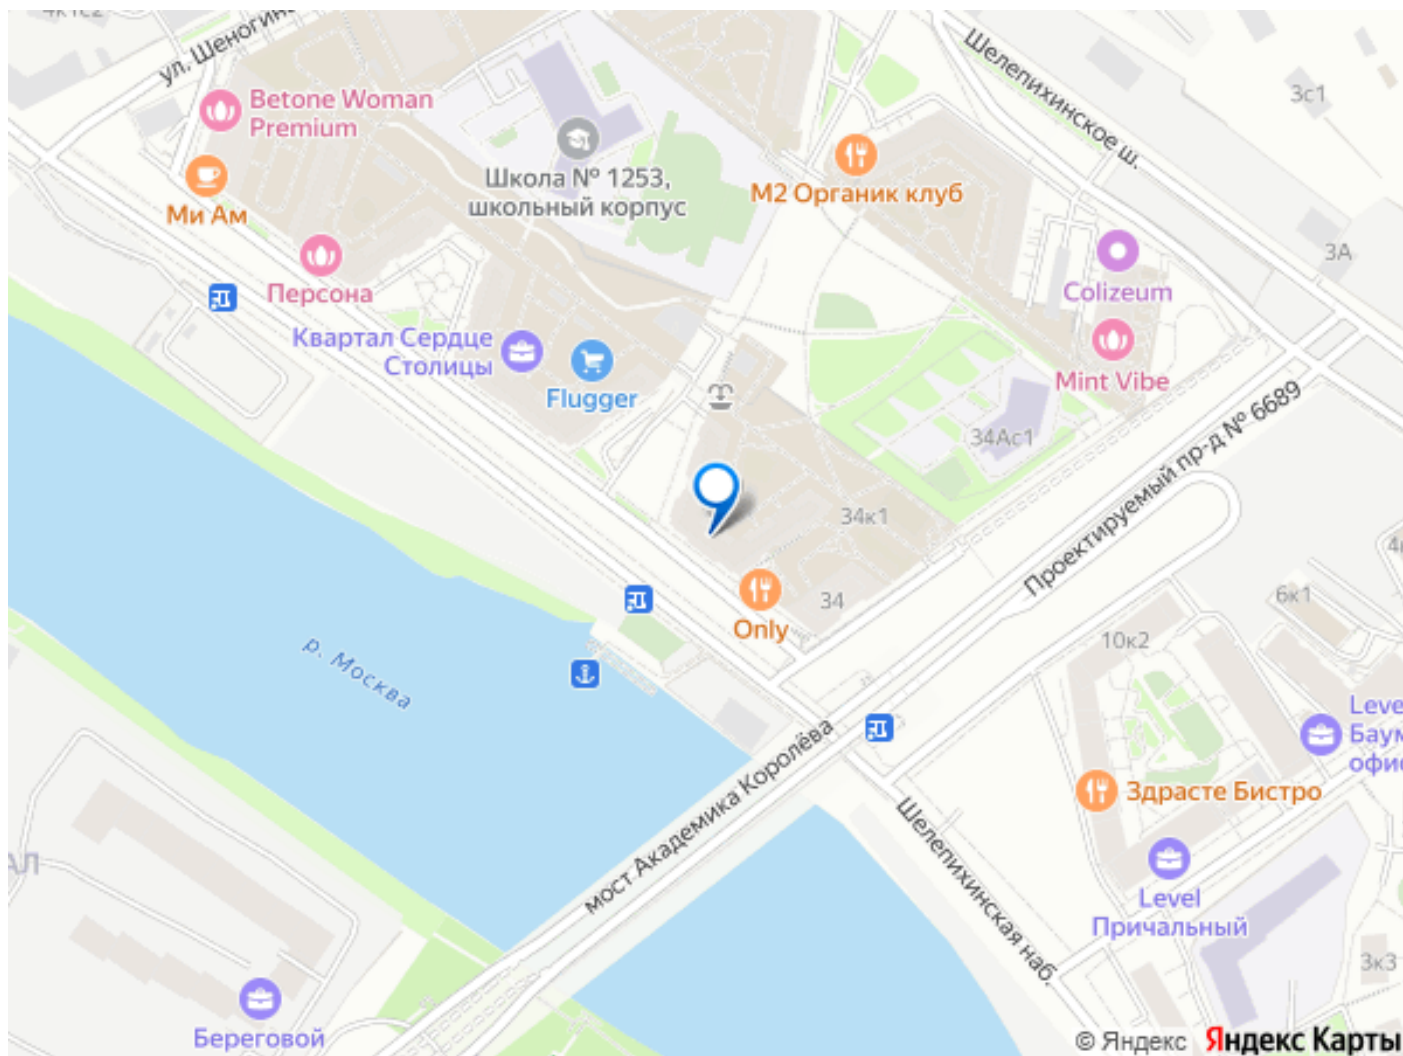 4к1с2
ул. Шеногина
Шелепихинское ш.
3с1
Betone Woman
Premium
Школа № 1253,
школьный корпус
М2 Органик клуб
Ми Ам
3А
Персона
Colizeum
Квартал Сердце
Столицы
Flugger
Mint Vibe
34Ас1
Проектируемый пр-д № 6689
34к1
Only
34
6к1
10к2
р. Москва
мост Академика Королёва
Здрасте Бистро
Шелепихинская наб.
Level
Причальный
3к3
Береговой
© Яндекс Яндекс Карты